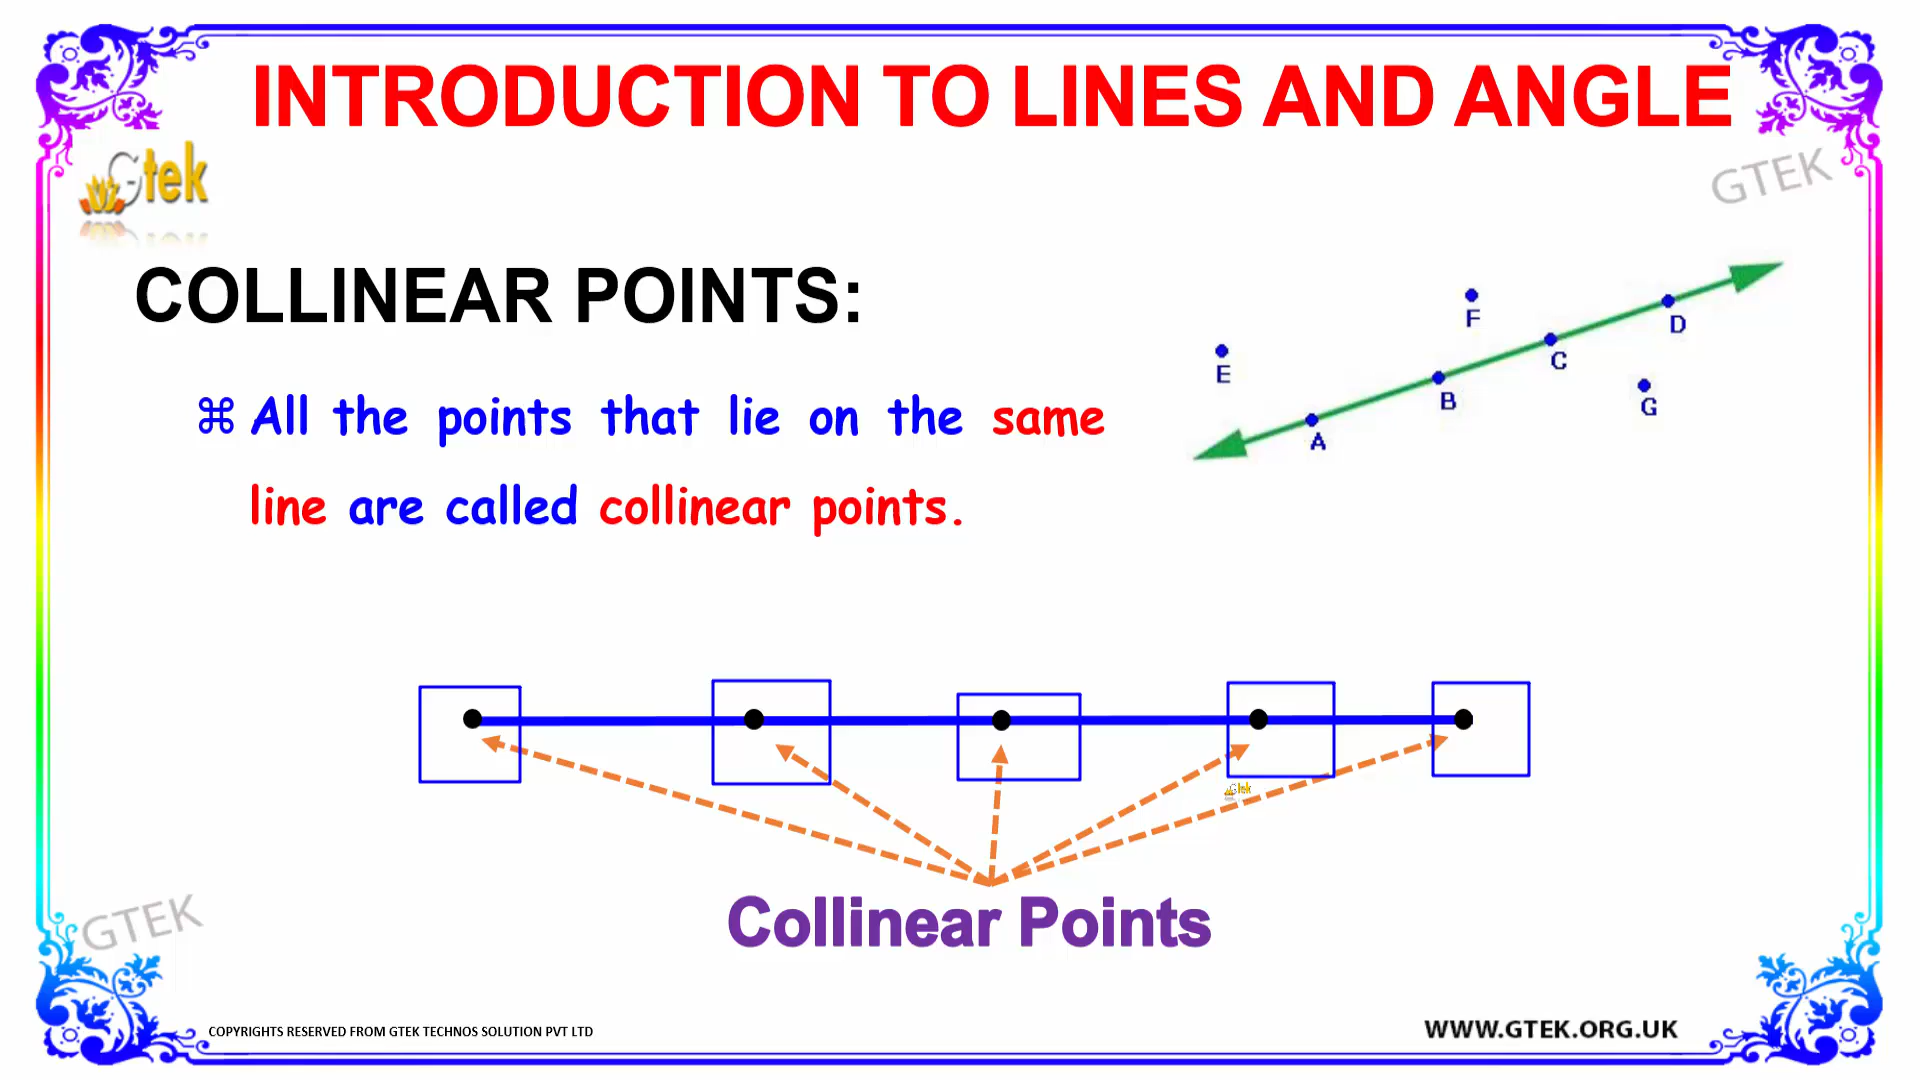 INTRODUCTION TO LINES AND ANGLE
Gtek
GTEK
COLLINEAR POINTS:
⌘ All the points that lie on the same
line are called collinear points.
F
D
E
C
B
G
A
Gtek
Collinear Points
GTEK
COPYRIGHTS RESERVED FROM GTEK TECHNOS SOLUTION PVT LTD
WWW.GTEK.ORG.UK